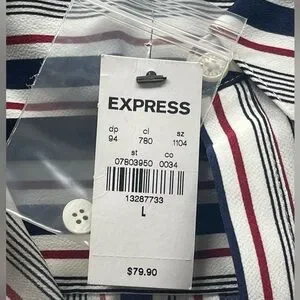 EXPRESS
dp cl sz
94 780 1104
st co
07803950 0034
13287733
L
$79.90